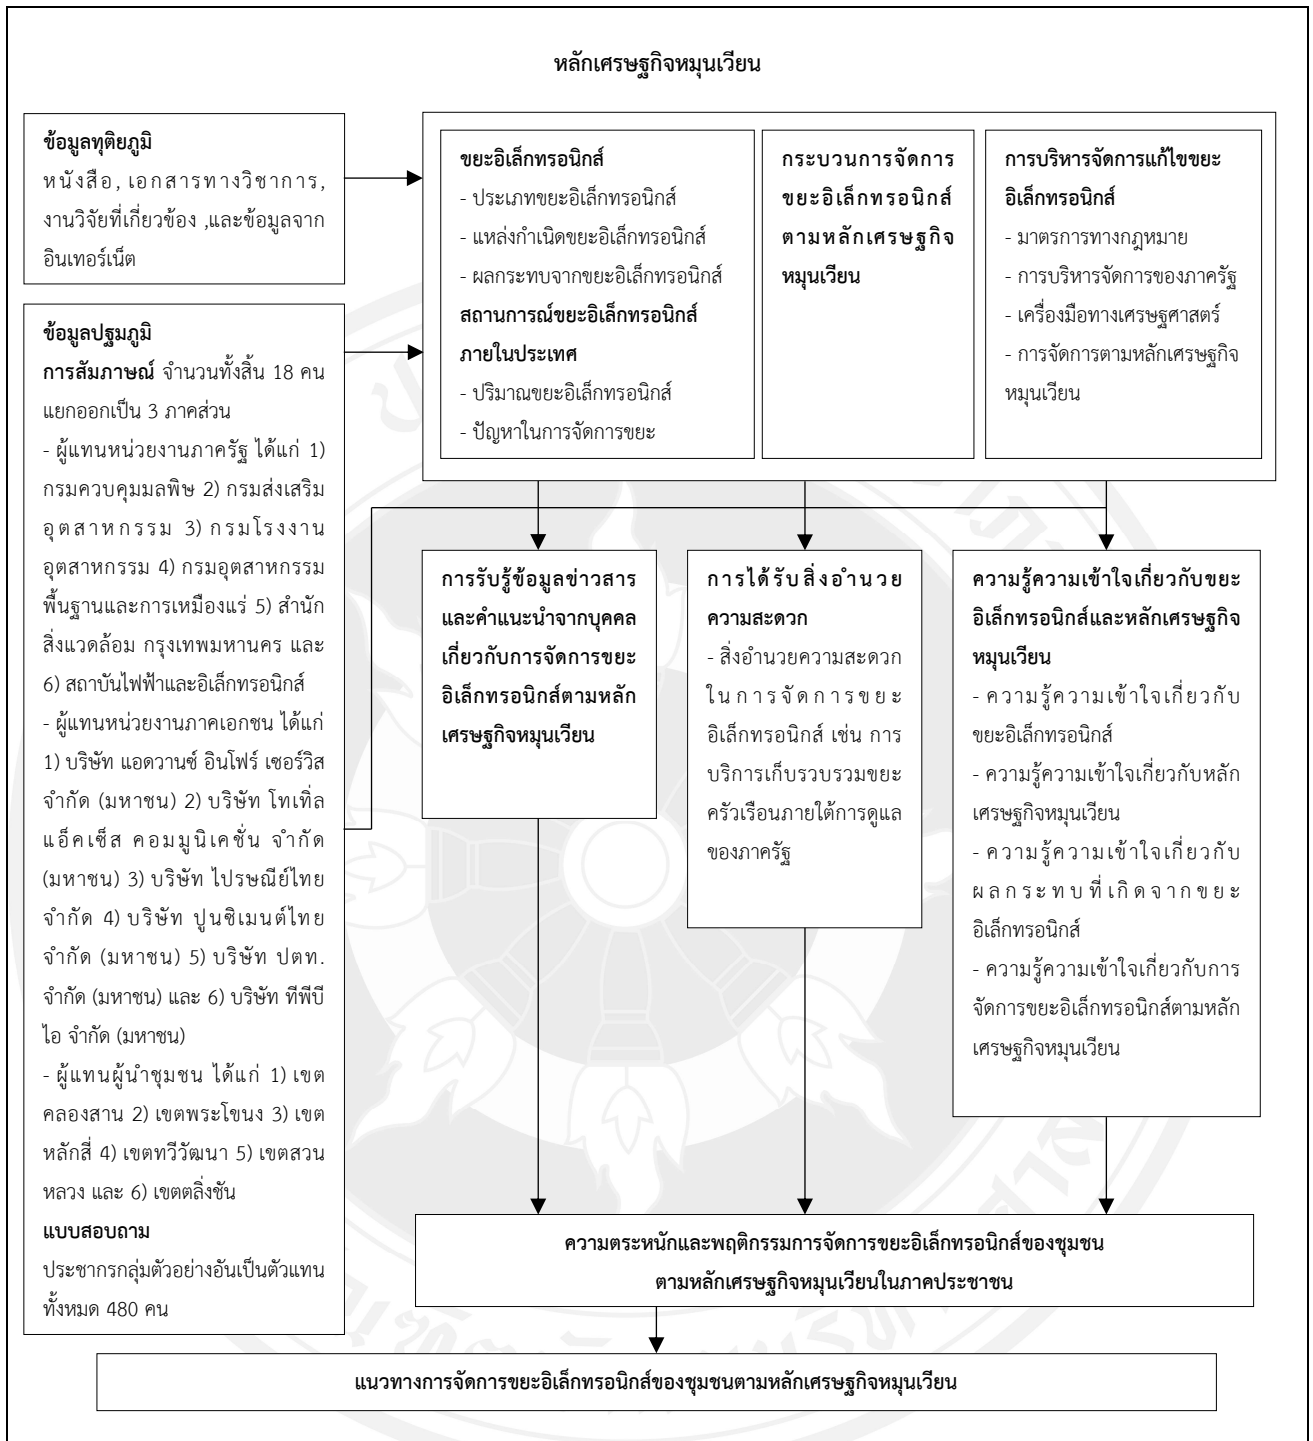 หลักเศรษฐกิจหมุนเวียน
ข้อมูลทุติยภูมิ
หนังสือ, เอกสารทางวิชาการ,
งานวิจัยที่เกี่ยวข้อง ,และข้อมูลจาก
อินเทอร์เน็ต
ข้อมูลปฐมภูมิ
การสัมภาษณ์ จำนวนทั้งสิ้น 18 คน
แยกออกเป็น 3 ภาคส่วน
- ผู้แทนหน่วยงานภาครัฐ ได้แก่ 1)
กรมควบคุมมลพิษ 2) กรมส่งเสริม
อุตสาหกรรม 3) กรมโรงงาน
อุตสาหกรรม 4) กรมอุตสาหกรรม
พื้นฐานและการเหมืองแร่ 5) สำนัก
สิ่งแวดล้อม กรุงเทพมหานคร และ
6) สถาบันไฟฟ้าและอิเล็กทรอนิกส์
- ผู้แทนหน่วยงานภาคเอกชน ได้แก่
1) บริษัท แอดวานซ์ อินโฟร์ เซอร์วิส
จำกัด (มหาชน) 2) บริษัท โทเทิ่ล
แอ็คเซ็ส คอมมูนิเคชั่น จำกัด
(มหาชน) 3) บริษัท ไปรษณีย์ไทย
จำกัด 4) บริษัท ปูนซิเมนต์ไทย
จำกัด (มหาชน) 5) บริษัท ปตท.
จำกัด (มหาชน) และ 6) บริษัท ทีพีบี
ไอ จำกัด (มหาชน)
- ผู้แทนผู้นำชุมชน ได้แก่ 1) เขต
คลองสาน 2) เขตพระโขนง 3) เขต
หลักสี่ 4) เขตทวีวัฒนา 5) เขตสวน
หลวง และ 6) เขตตลิ่งชัน
แบบสอบถาม
ประชากรกลุ่มตัวอย่างอันเป็นตัวแทน
ทั้งหมด 480 คน
ขยะอิเล็กทรอนิกส์
- ประเภทขยะอิเล็กทรอนิกส์
- แหล่งกำเนิดขยะอิเล็กทรอนิกส์
- ผลกระทบจากขยะอิเล็กทรอนิกส์
สถานการณ์ขยะอิเล็กทรอนิกส์
ภายในประเทศ
- ปริมาณขยะอิเล็กทรอนิกส์
- ปัญหาในการจัดการขยะ
กระบวนการจัดการ
ขยะอิเล็กทรอนิกส์
ตามหลักเศรษฐกิจ
หมุนเวียน
การบริหารจัดการแก้ไขขยะ
อิเล็กทรอนิกส์
- มาตรการทางกฎหมาย
- การบริหารจัดการของภาครัฐ
- เครื่องมือทางเศรษฐศาสตร์
- การจัดการตามหลักเศรษฐกิจ
หมุนเวียน
การรับรู้ข้อมูลข่าวสาร
และคำแนะนำจากบุคคล
เกี่ยวกับการจัดการขยะ
อิเล็กทรอนิกส์ตามหลัก
เศรษฐกิจหมุนเวียน
การได้รับสิ่งอำนวย
ความสะดวก
- สิ่งอำนวยความสะดวก
ในการจัดการขยะ
อิเล็กทรอนิกส์ เช่น การ
บริการเก็บรวบรวมขยะ
ครัวเรือนภายใต้การดูแล
ของภาครัฐ
ความรู้ความเข้าใจเกี่ยวกับขยะ
อิเล็กทรอนิกส์และหลักเศรษฐกิจ
หมุนเวียน
- ความรู้ความเข้าใจเกี่ยวกับ
ขยะอิเล็กทรอนิกส์
- ความรู้ความเข้าใจเกี่ยวกับหลัก
เศรษฐกิจหมุนเวียน
- ความรู้ความเข้าใจเกี่ยวกับ
ผลกระทบที่เกิดจากขยะ
อิเล็กทรอนิกส์
- ความรู้ความเข้าใจเกี่ยวกับการ
จัดการขยะอิเล็กทรอนิกส์ตามหลัก
เศรษฐกิจหมุนเวียน
ความตระหนักและพฤติกรรมการจัดการขยะอิเล็กทรอนิกส์ของชุมชน
ตามหลักเศรษฐกิจหมุนเวียนในภาคประชาชน
แนวทางการจัดการขยะอิเล็กทรอนิกส์ของชุมชนตามหลักเศรษฐกิจหมุนเวียน